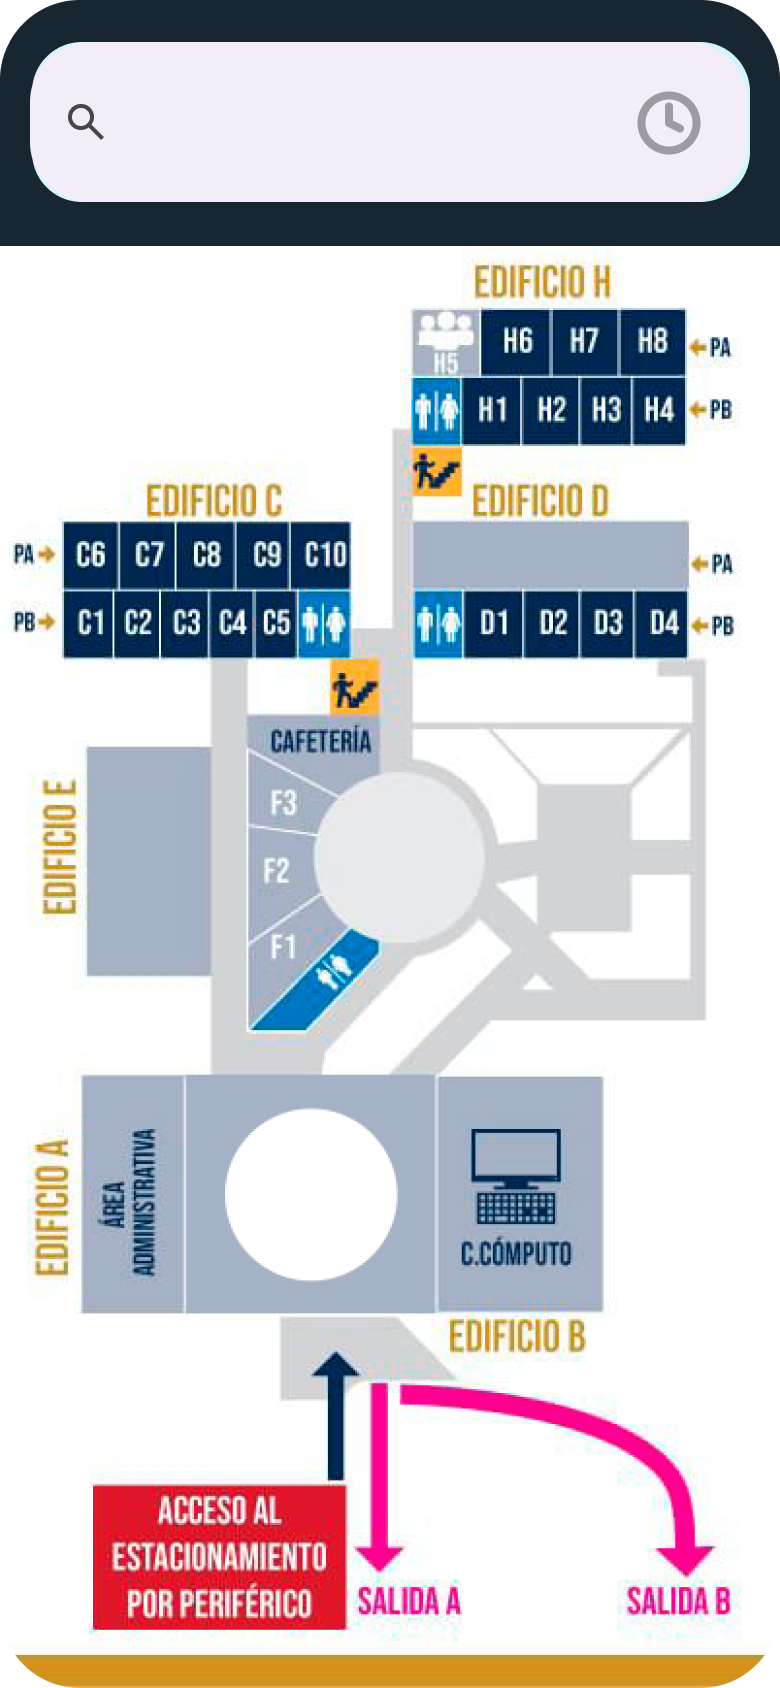 EDIFICIO H
H5
H6
H7
H8
PA
H1
H2
H3
H4
PB
EDIFICIO C
EDIFICIO D
PA
C6
C7
C8
C9
C10
PA
PB
C1
C2
C3
C4
C5
D1
D2
D3
D4
PB
CAFETERÍA
F3
F2
F1
EDIFICIO E
EDIFICIO A
ÁREA
ADMINISTRATIVA
C.CÓMPUTO
EDIFICIO B
ACCESO AL
ESTACIONAMIENTO
POR PERIFÉRICO
SALIDA A
SALIDA B